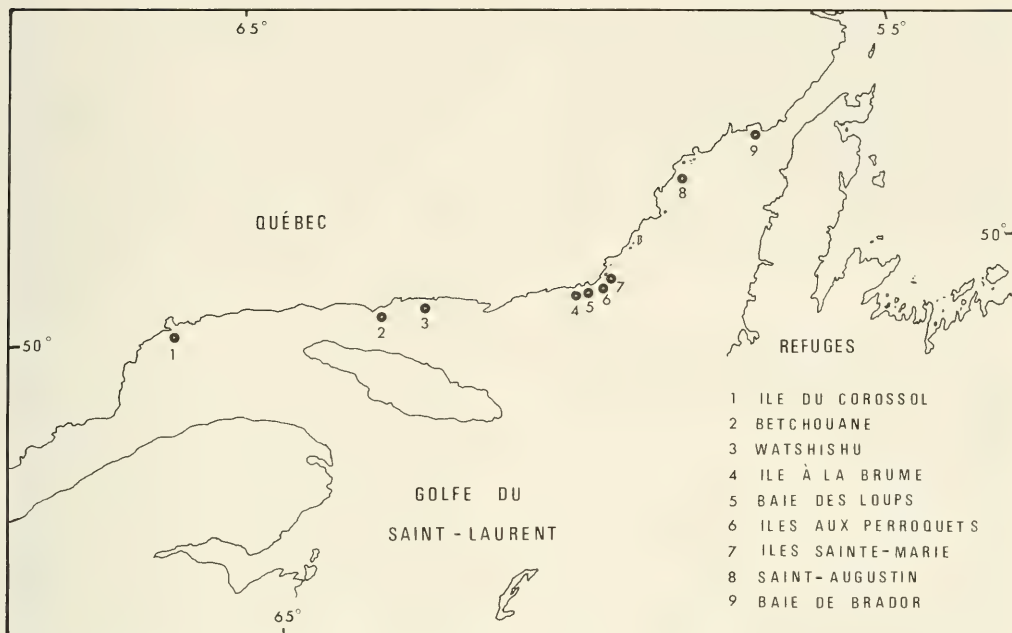 65°
55°
QUÉBEC
50°
50°
1
2
3
4
5
6
7
8
9
GOLFE DU
SAINT-LAURENT
65°
REFUGES
1 ILE DU COROSSOL
2 BETCHOUANE
3 WATSHISHU
4 ILE À LA BRUME
5 BAIE DES LOUPS
6 ILES AUX PERROQUETS
7 ILES SAINTE-MARIE
8 SAINT-AUGUSTIN
9 BAIE DE BRADOR